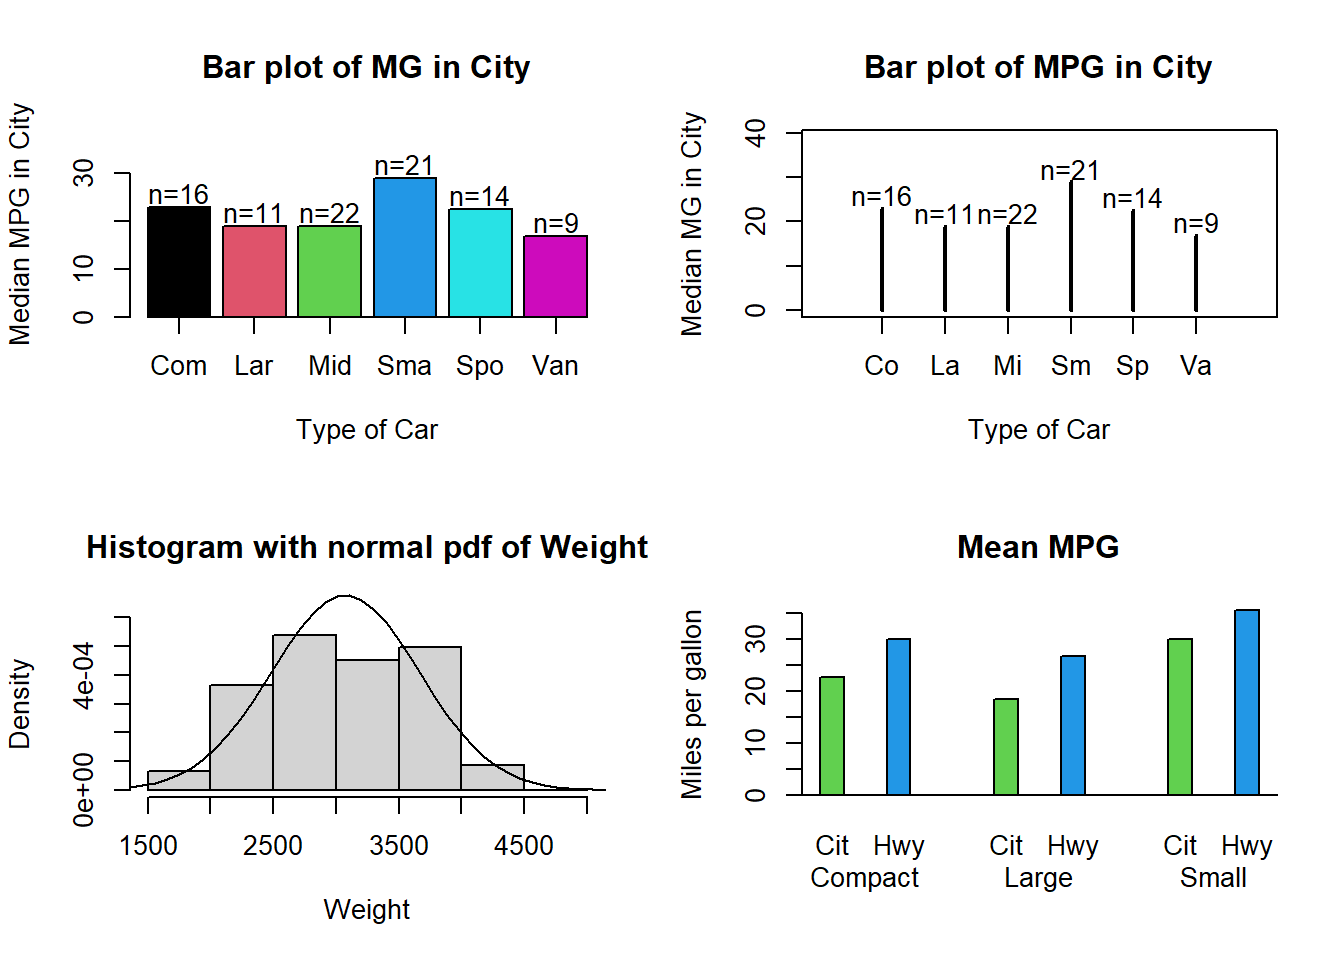 Bar plot of MG in City
Median MPG in City
30
10
0
n=16 n=11 n=22 n=21 n=14 n=9
Com Lar Mid Sma Spo Van
Type of Car
Bar plot of MPG in City
Median MG in City
40
20
0
n=16 n=11 n=22 n=21 n=14 n=9
Co La Mi Sm Sp Va
Type of Car
Histogram with normal pdf of Weight
Density
4e-04
0e+00
1500 2500 3500 4500
Weight
Mean MPG
Miles per gallon
30
20
10
0
Cit Hwy Cit Hwy Cit Hwy
Compact Large Small